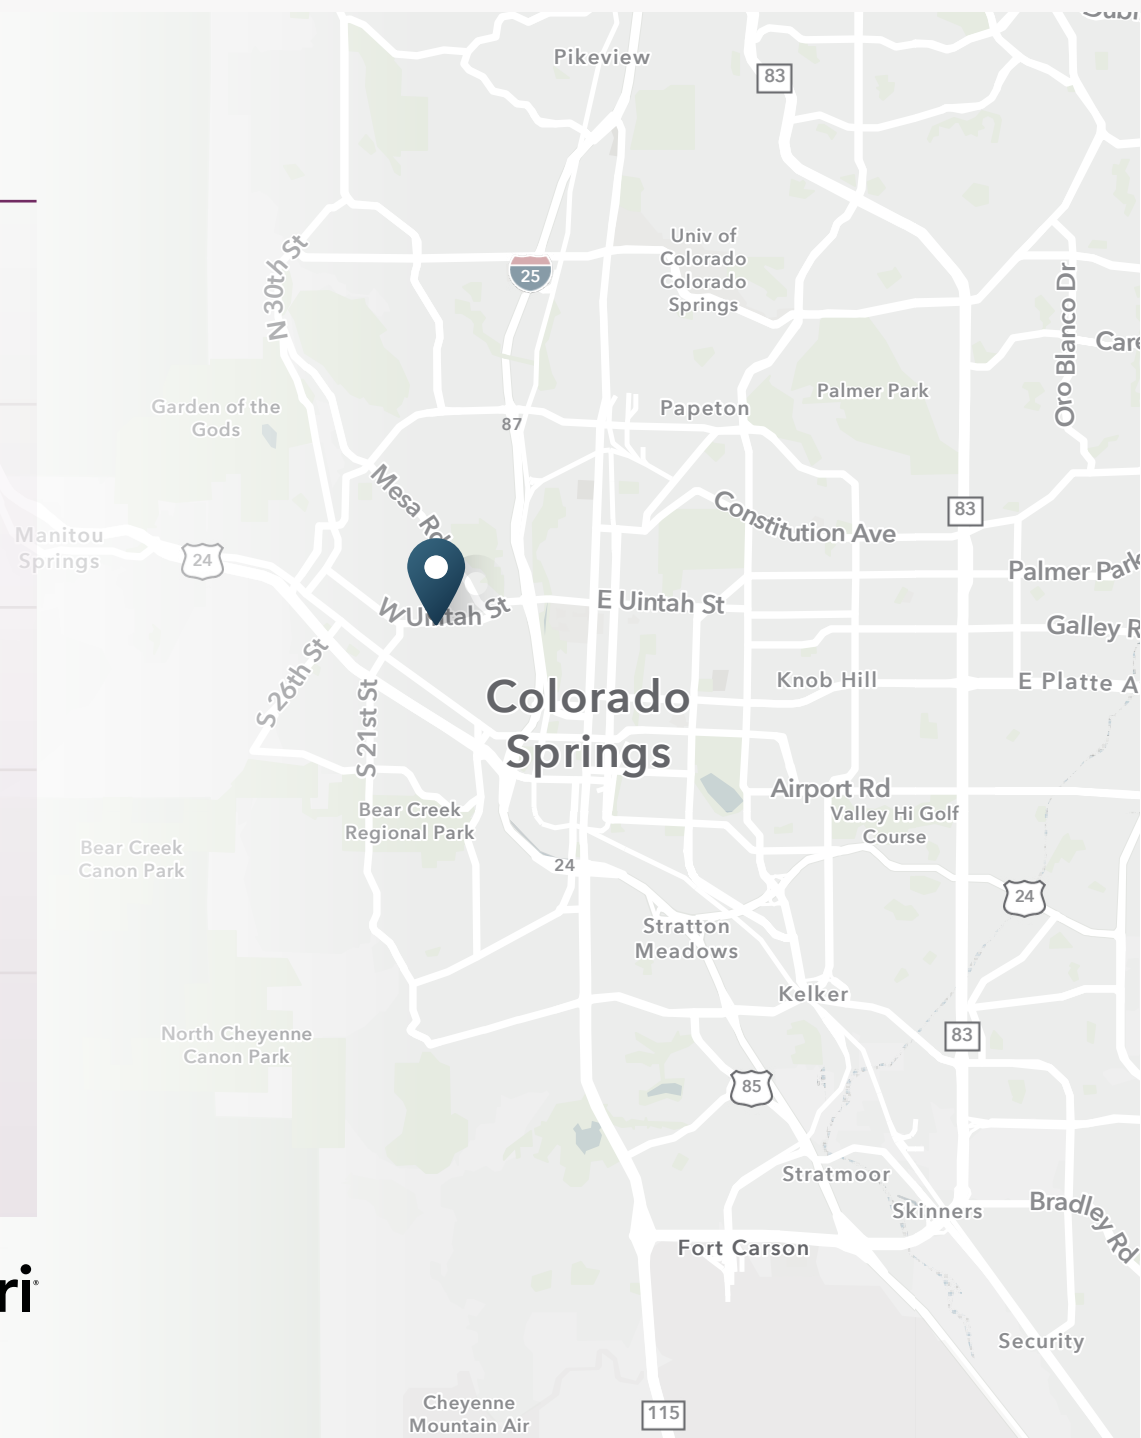 Pikeview
83
Univ of
Colorado
Colorado
Springs
N 30th St
25
Oro Blanco Dr
Palmer Park
Garden of the
Gods
Papeton
87
Mesa Rd
Constitution Ave
83
Manitou
Springs
24
W Uintah St
E Uintah St
S 26th St
S 21st St
Knob Hill
Colorado
Springs
Airport Rd
Valley Hi Golf
Course
Bear Creek
Regional Park
Bear Creek
Canon Park
24
24
Stratton
Meadows
Kelker
North Cheyenne
Canon Park
83
85
Stratmoor
Skinners
Bradley Rd
Fort Carson
ri
Security
Cheyenne
Mountain Air
115
Care
Palmer Park
Galley R
E Platte A